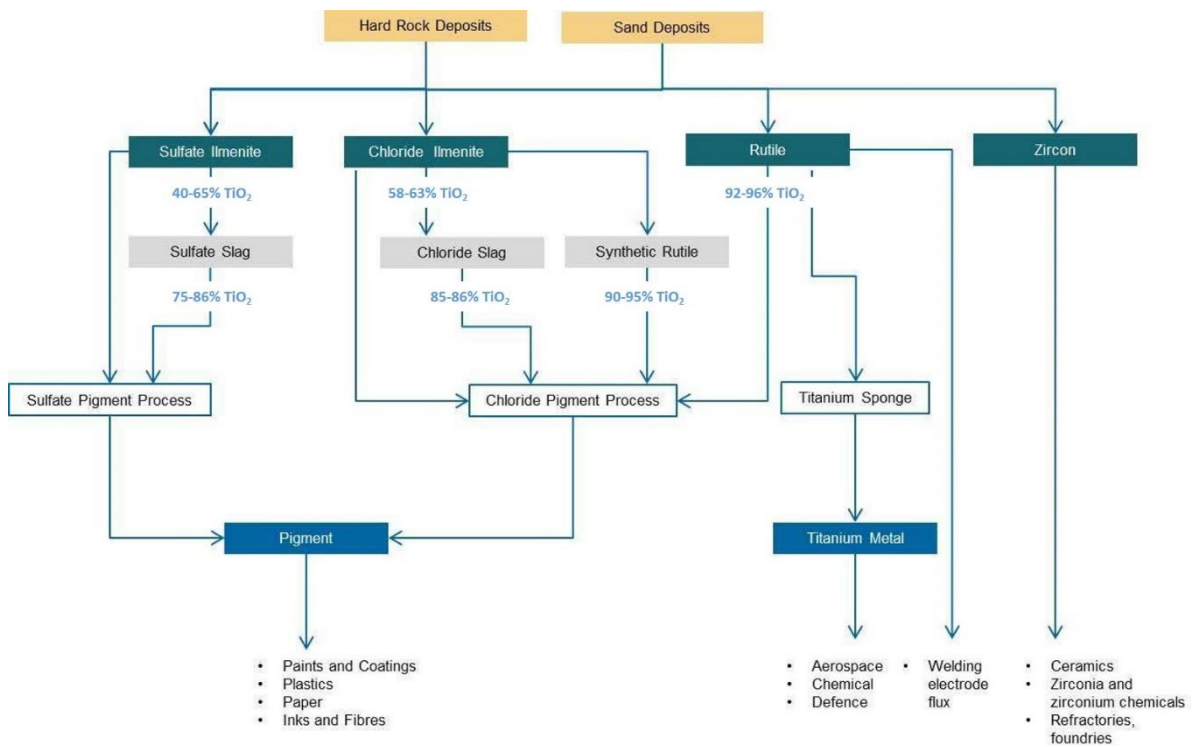 Hard Rock Deposits
Sand Deposits
Sulfate Ilmenite
Chloride Ilmenite
Rutile
Zircon
40-65% TiO₂
58-63% TiO₂
92-96% TiO₂
Sulfate Slag
Chloride Slag
Synthetic Rutile
75-86% TiO₂
85-86% TiO₂
90-95% TiO₂
Sulfate Pigment Process
Chloride Pigment Process
Titanium Sponge
Pigment
Titanium Metal
• Paints and Coatings
• Plastics
• Paper
• Inks and Fibres
• Aerospace
• Chemical
• Defence
• Welding
electrode
flux
• Ceramics
• Zirconia and
zirconium chemicals
• Refractories,
foundries